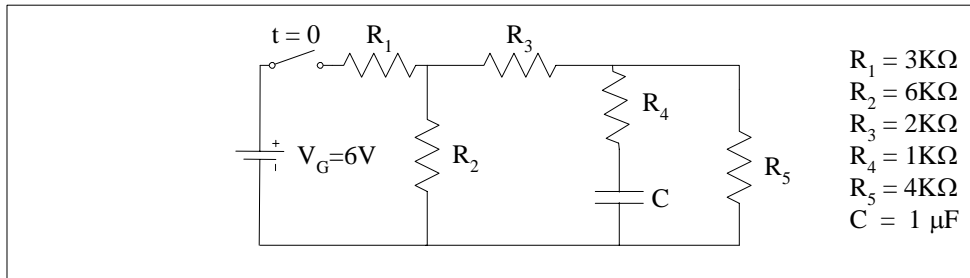 t = 0
R₁
R₃
R₄
R₂
R₅
+
V_G=6V
C
R₁ = 3KΩ
R₂ = 6KΩ
R₃ = 2KΩ
R₄ = 1KΩ
R₅ = 4KΩ
C = 1 μF